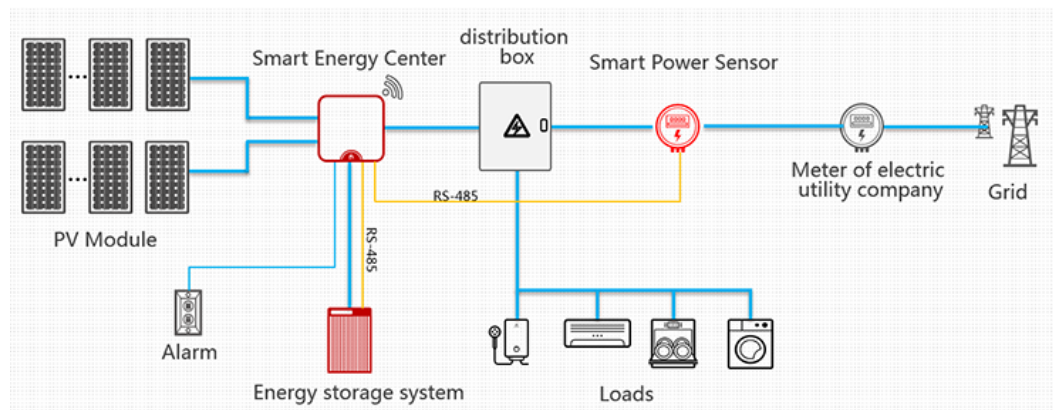 distribution
box
Smart Energy Center
Smart Power Sensor
Meter of electric
utility company
Grid
RS-485
RS-485
PV Module
Alarm
Energy storage system
Loads